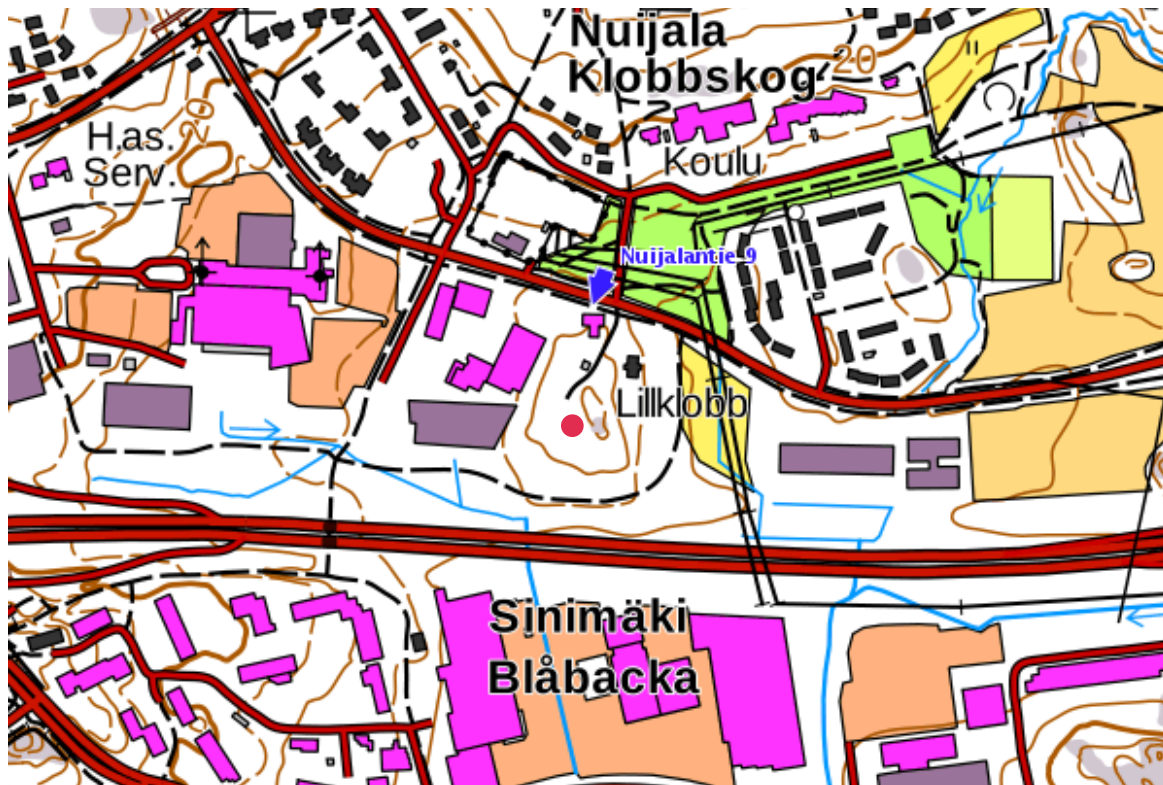 Nuijala
Klobbskog
20
20
H.as.
Serv.
Koulu
Nuijalantie 9
Lillklobb
Sinimäki
Blåbacka